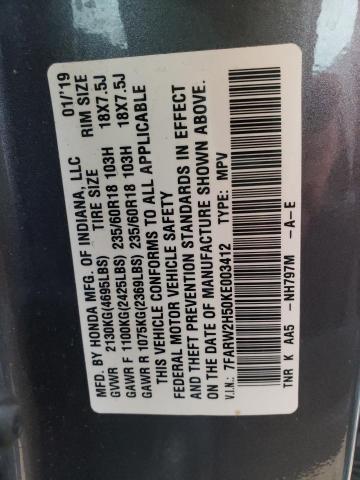 MFD. BY HONDA MFG. OF INDIANA, LLC 01/19
TIRE SIZE RIM SIZE
GVWR 2130KG(4695LBS)
GAWR F 1100KG(2425LBS) 235/60R18 103H 18X7.5J
GAWR R 1075KG(2369LBS) 235/60R18 103H 18X7.5J
THIS VEHICLE CONFORMS TO ALL APPLICABLE
FEDERAL MOTOR VEHICLE SAFETY
AND THEFT PREVENTION STANDARDS IN EFFECT
ON THE DATE OF MANUFACTURE SHOWN ABOVE.
V.I.N.: 7FARW2H50KE003412 TYPE: MPV
TNR K AA5 -NH797M -A-E